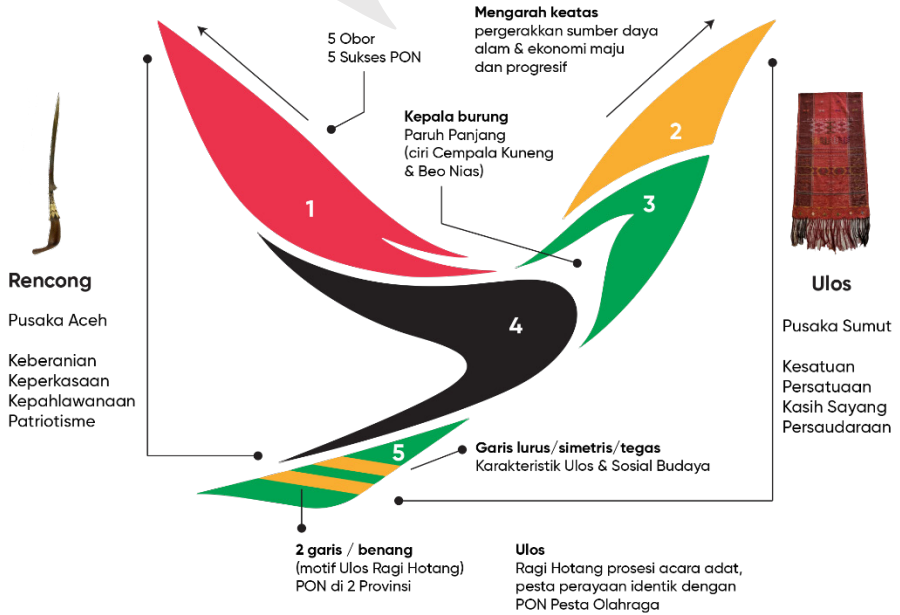 Mengarah keatas
pergerakkan sumber daya
alam & ekonomi maju
dan progresif
5 Obor
5 Sukses PON
Kepala burung
Paruh Panjang
(ciri Cempala Kuneng
& Beo Nias)
1
2
3
4
5
Rencong
Pusaka Aceh
Keberanian
Keperkasaan
Kepahlawanaan
Patriotisme
Ulos
Pusaka Sumut
Kesatuan
Persatuaan
Kasih Sayang
Persaudaraan
Garis lurus/simetris/tegas
Karakteristik Ulos & Sosial Budaya
2 garis / benang
(motif Ulos Ragi Hotang)
PON di 2 Provinsi
Ulos
Ragi Hotang prosesi acara adat,
pesta perayaan identik dengan
PON Pesta Olahraga